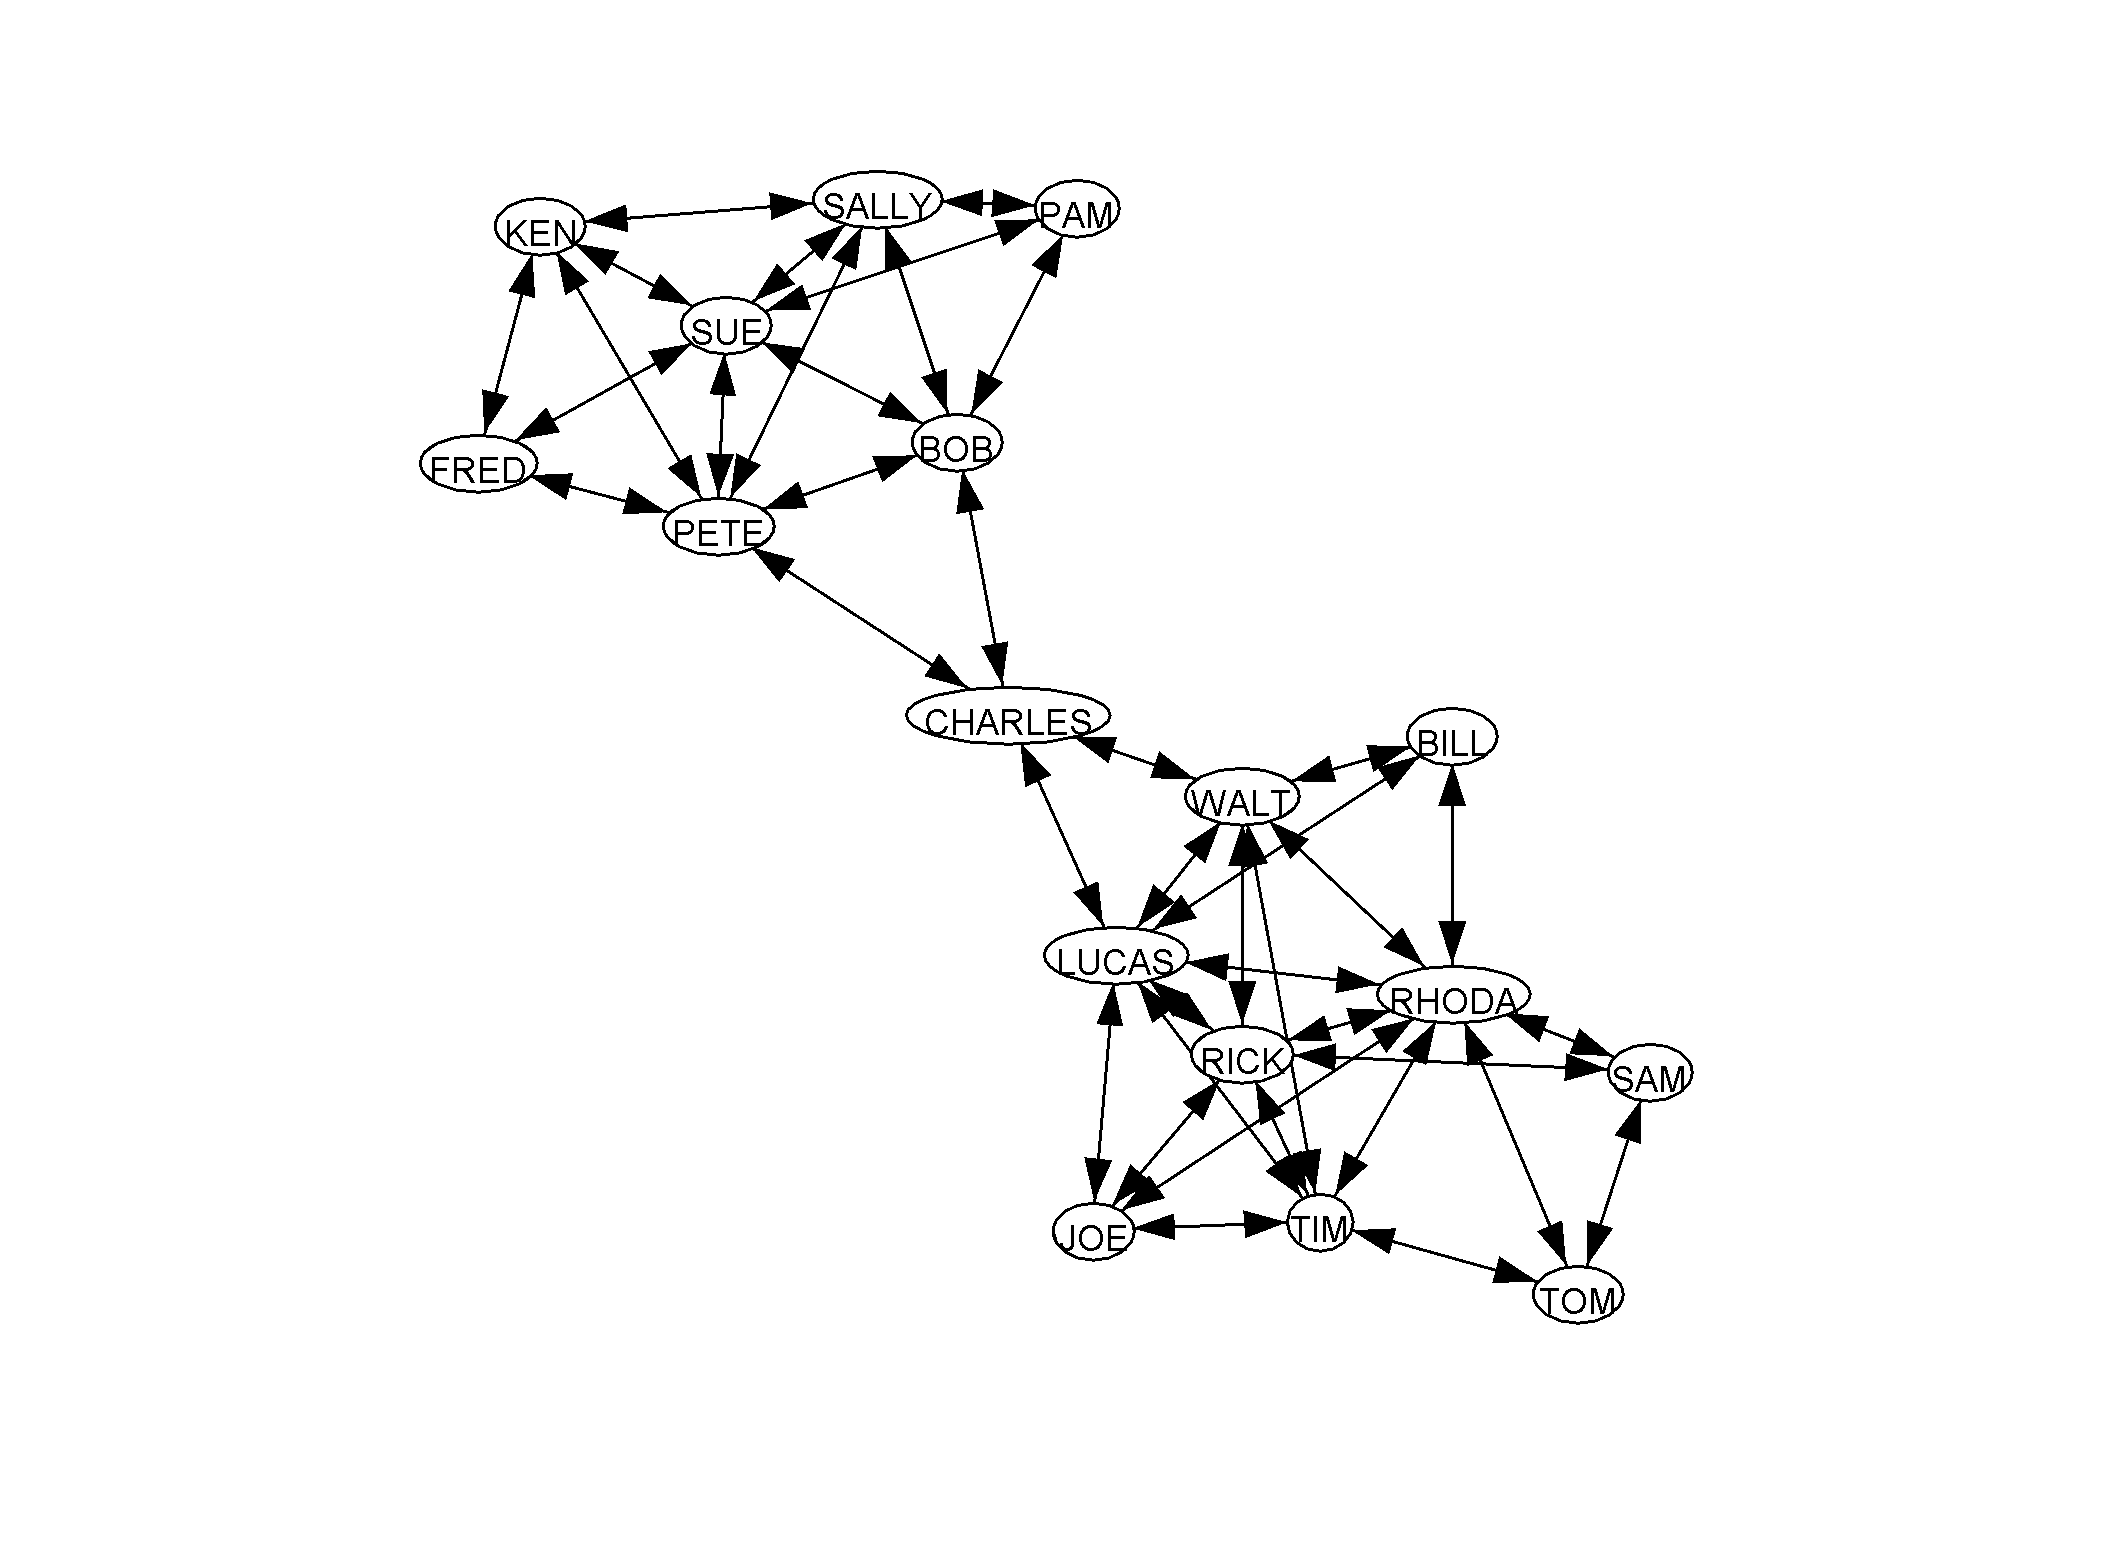 SALLY
PAM
KEN
SUE
BOB
FRED
PETE
CHARLES
BILL
WALT
LUCAS
RHODA
RICK
SAM
JOE
TIM
TOM